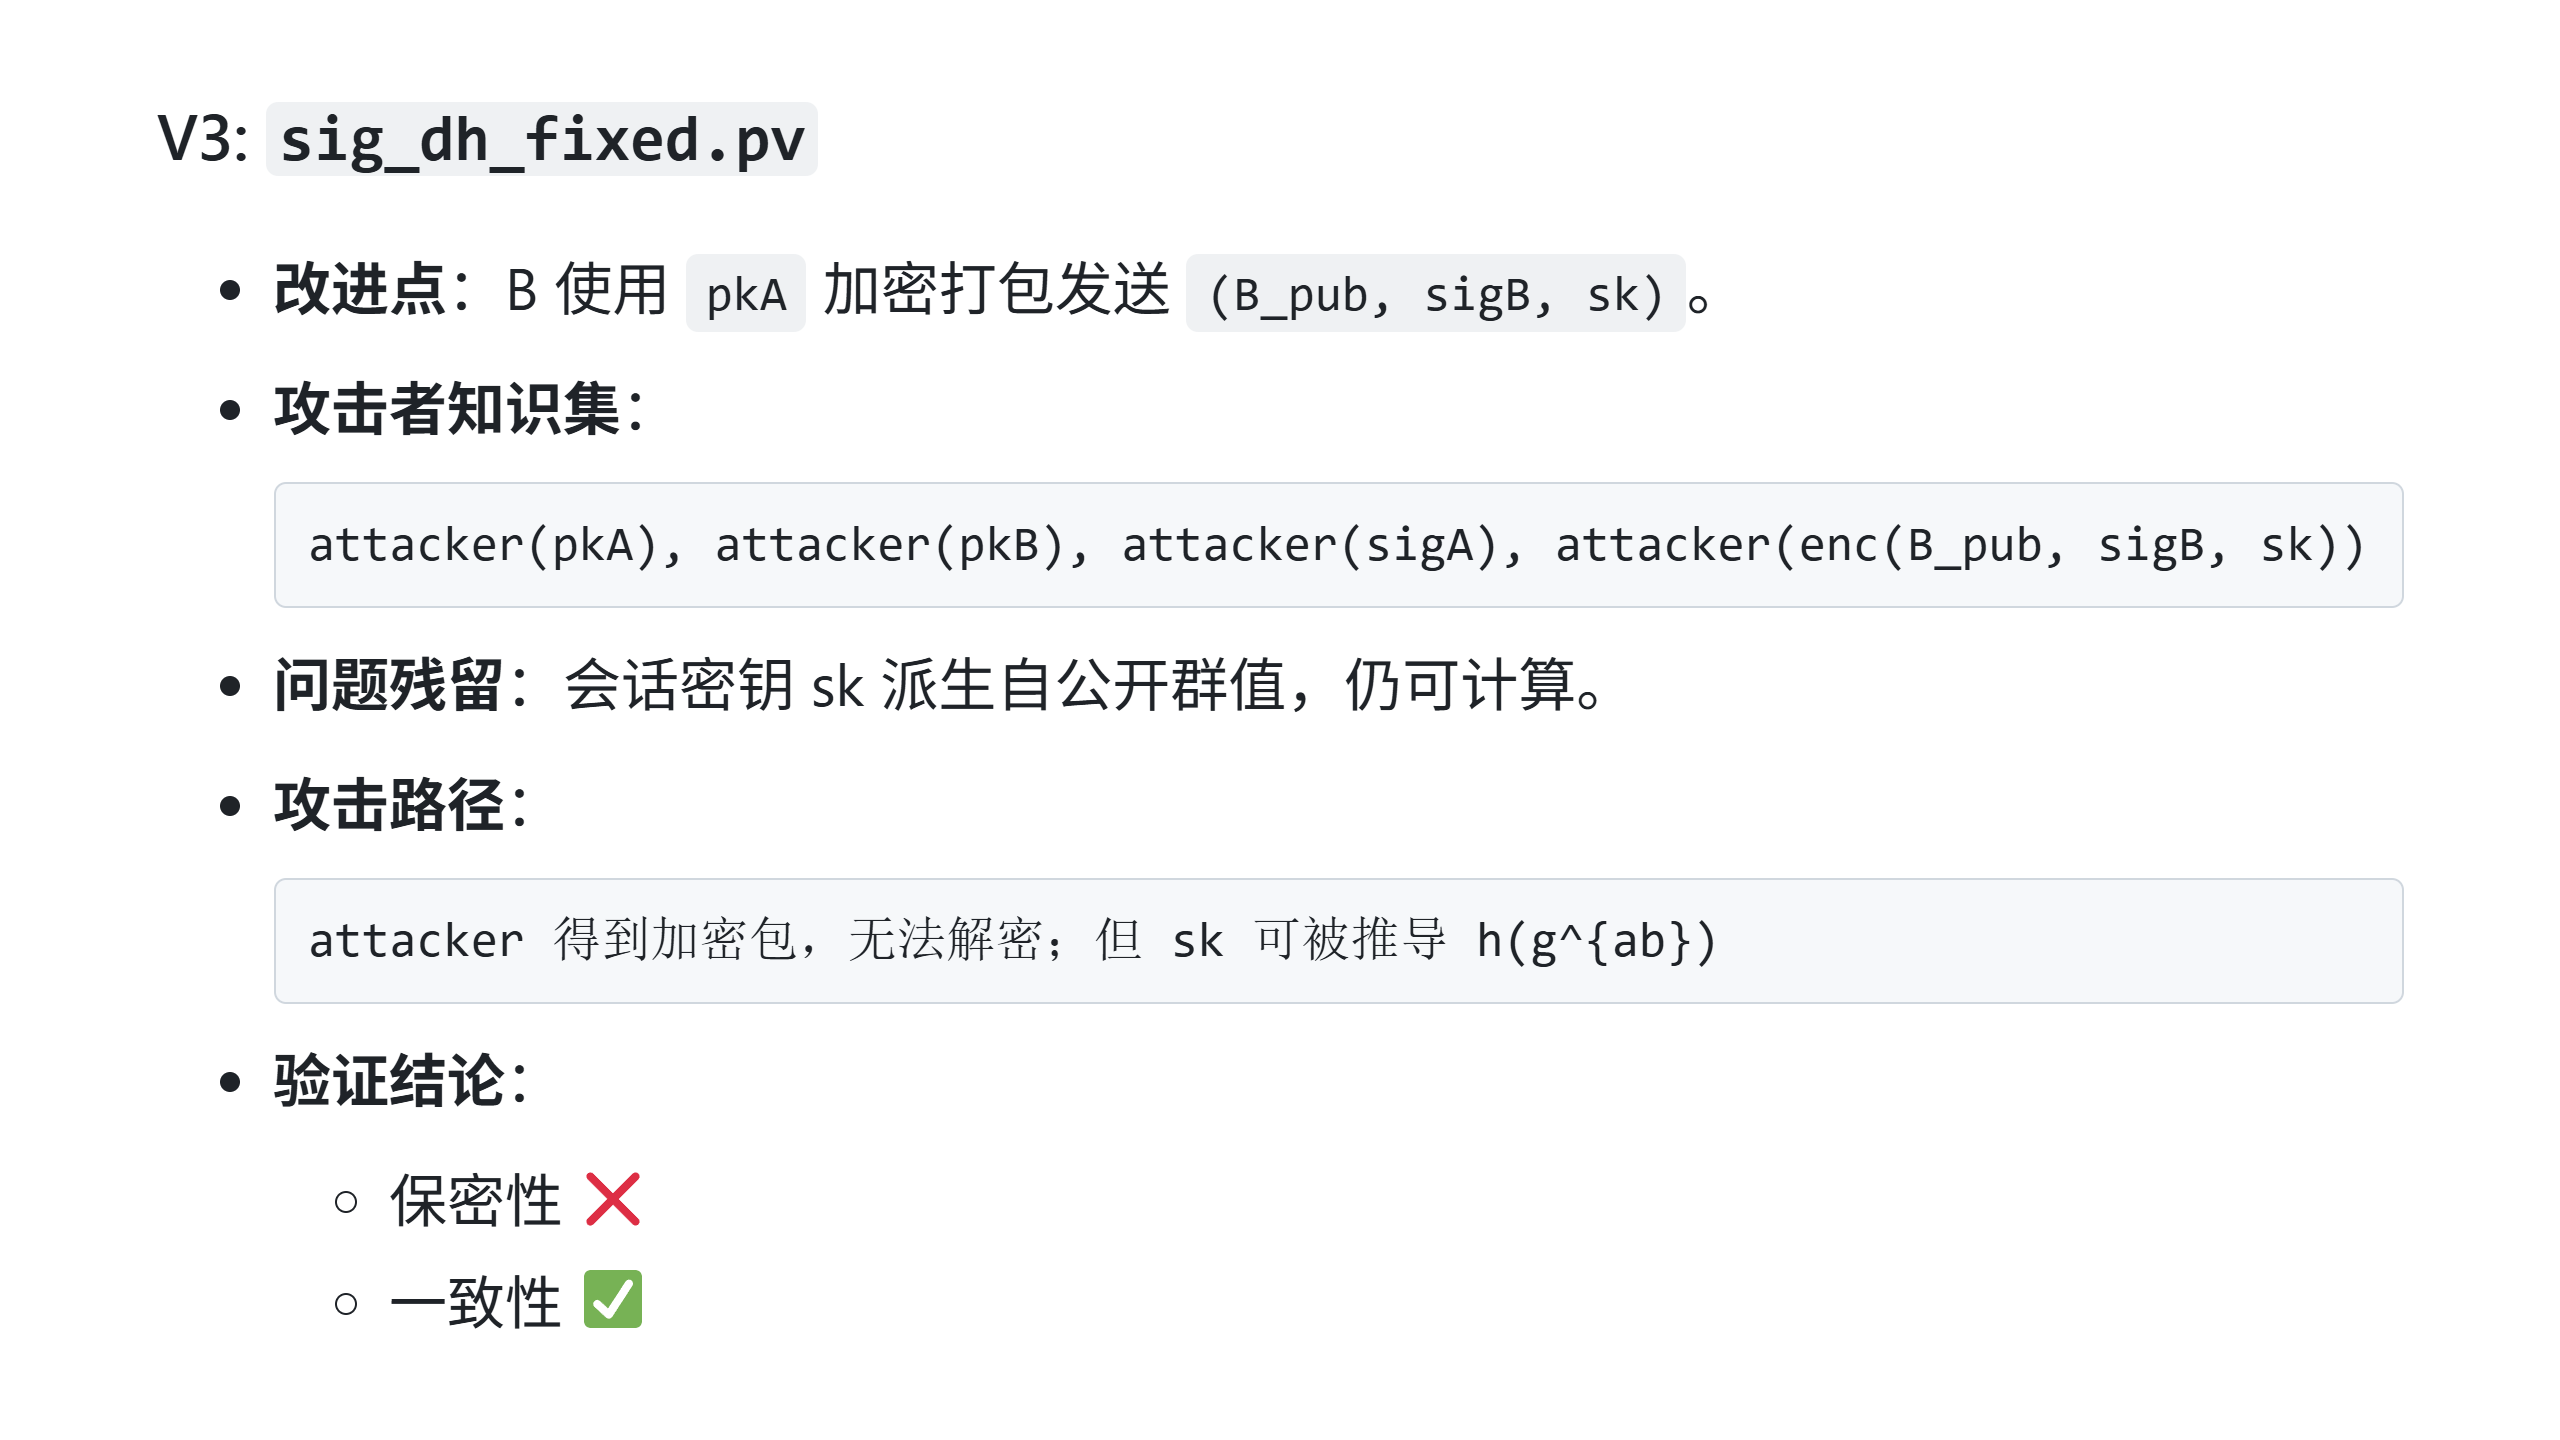 V3: sig_dh_fixed.pv
改进点：B 使用 pkA 加密打包发送 (B_pub, sigB, sk)。
攻击者知识集：
attacker(pkA), attacker(pkB), attacker(sigA), attacker(enc(B_pub, sigB, sk))
问题残留：会话密钥 sk 派生自公开群值，仍可计算。
攻击路径：
attacker 得到加密包，无法解密；但 sk 可被推导 h(g^{ab})
验证结论：
保密性 ❌
一致性 ✅